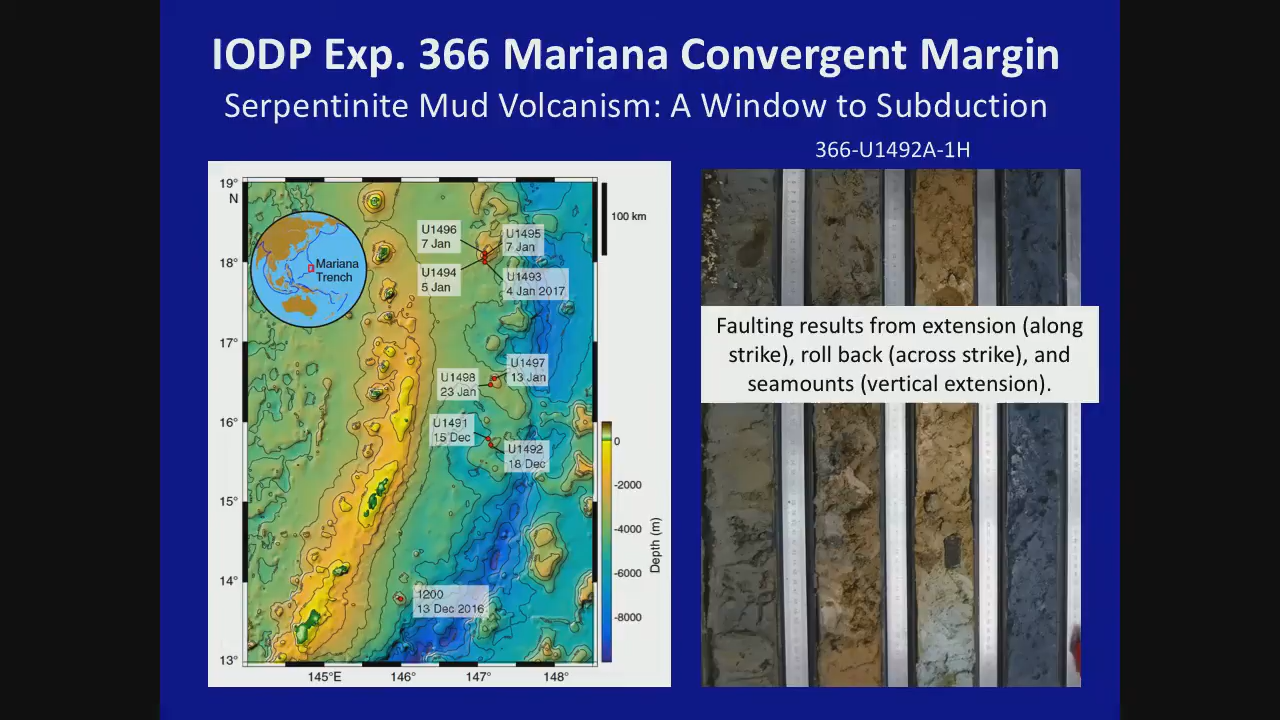 IODP Exp. 366 Mariana Convergent Margin
Serpentinite Mud Volcanism: A Window to Subduction
366-U1492A-1H
19°
N
18°
17°
16°
15°
14°
13°
145°E
146°
147°
148°
Mariana
Trench
U1496
7 Jan
U1495
7 Jan
U1494
5 Jan
U1493
4 Jan 2017
U1497
13 Jan
U1498
23 Jan
U1491
15 Dec
U1492
18 Dec
1200
13 Dec 2016
100 km
0
-2000
-4000
-6000
-8000
Depth (m)
Faulting results from extension (along
strike), roll back (across strike), and
seamounts (vertical extension).